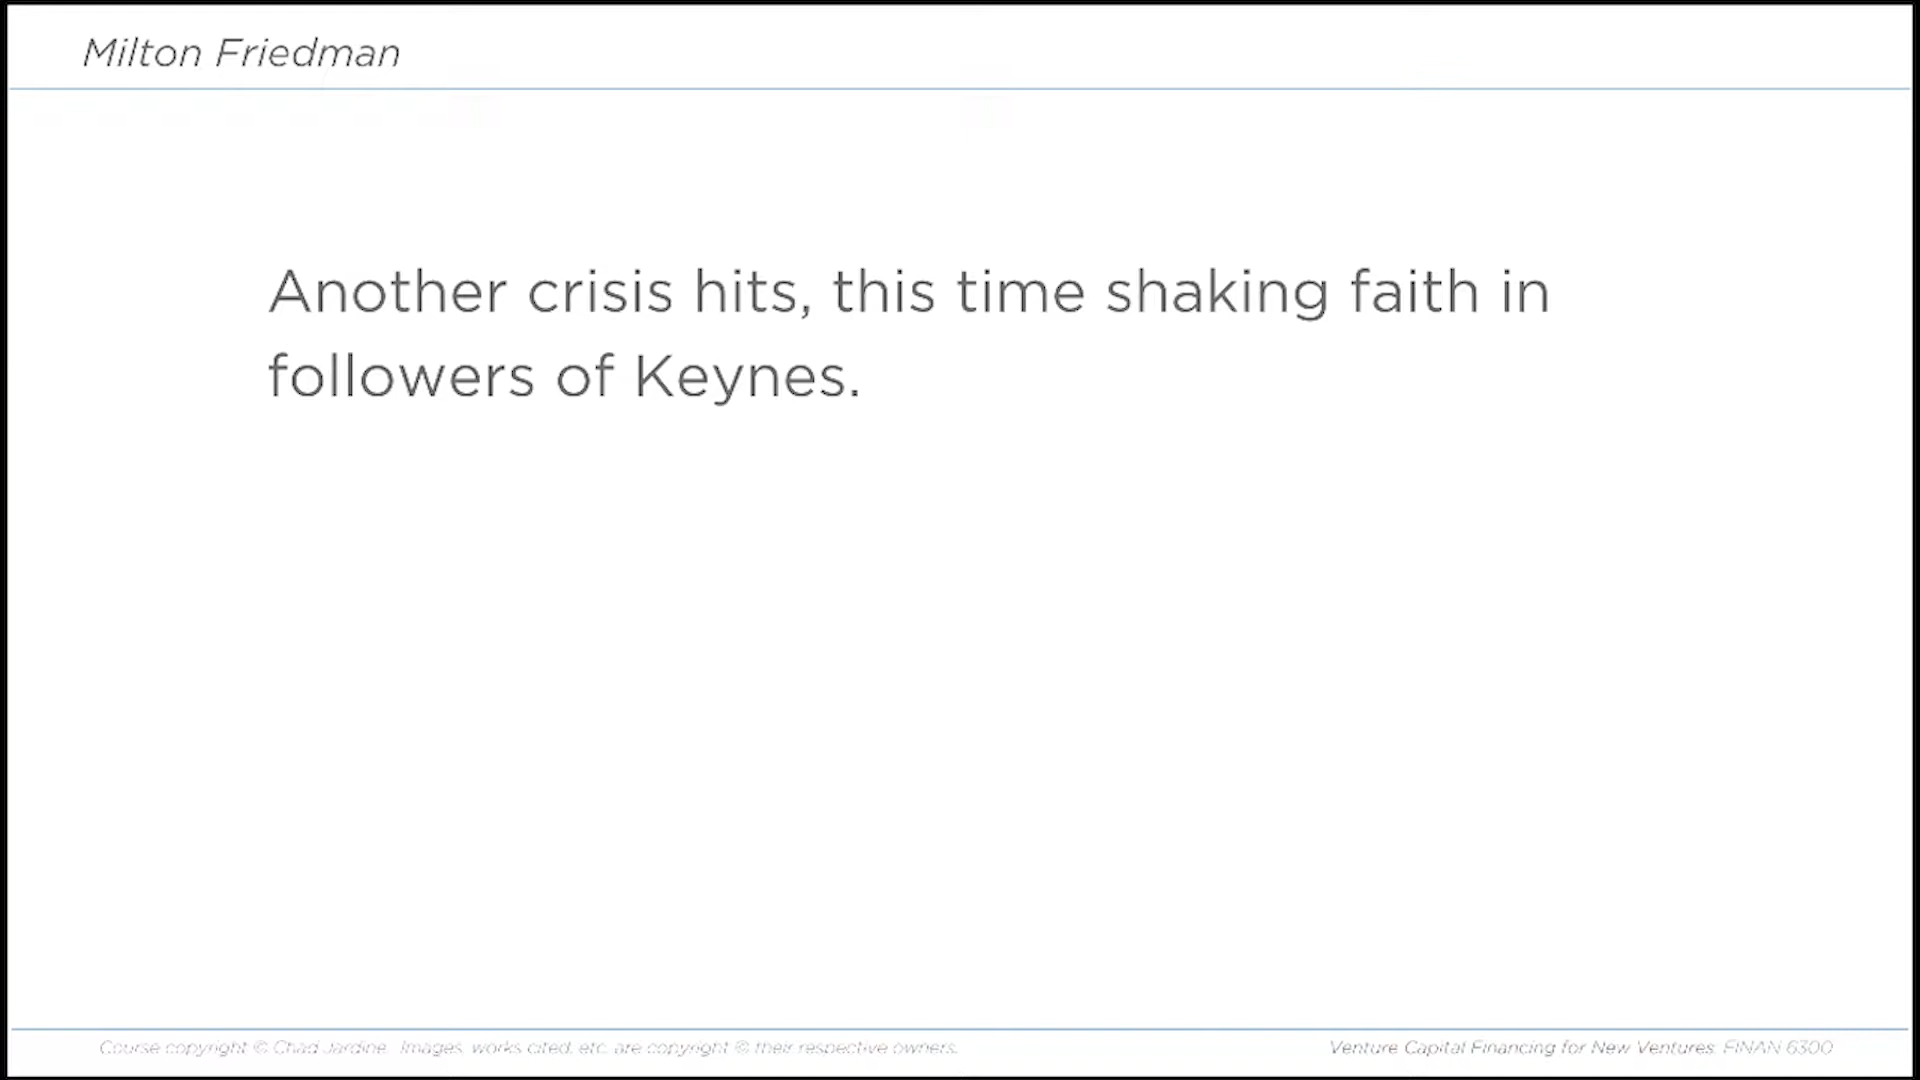 Milton Friedman
Another crisis hits, this time shaking faith in
followers of Keynes.
Course copyright © Chad Jardine. Images, works cited, etc. are copyright © their respective owners.
Venture Capital Financing for New Ventures: FINAN 6300